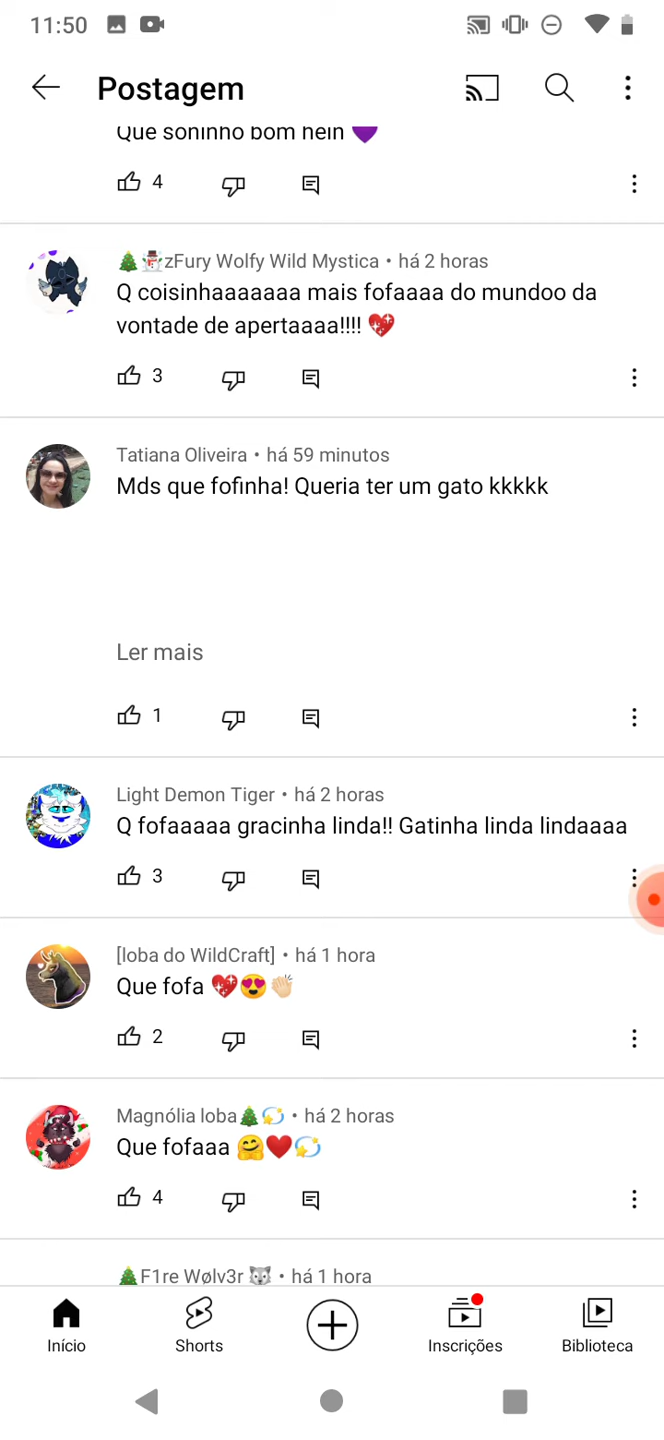 11:50
Postagem
Que soninho bom hein 💜
4
🎄☃️zFury Wolfy Wild Mystica • há 2 horas
Q coisinhaaaaaaa mais fofaaaa do mundoo da
vontade de apertaaaa!!!! 💖
3
Tatiana Oliveira • há 59 minutos
Mds que fofinha! Queria ter um gato kkkkk
Ler mais
1
Light Demon Tiger • há 2 horas
Q fofaaaaa gracinha linda!! Gatinha linda lindaaaa
3
[loba do WildCraft] • há 1 hora
Que fofa 💖😍👏🏻
2
Magnólia loba🎄💫 • há 2 horas
Que fofaaa 🤗❤️💫
4
🎄F1re Wølv3r 🐺 • há 1 hora
Início
Shorts
Inscrições
Biblioteca